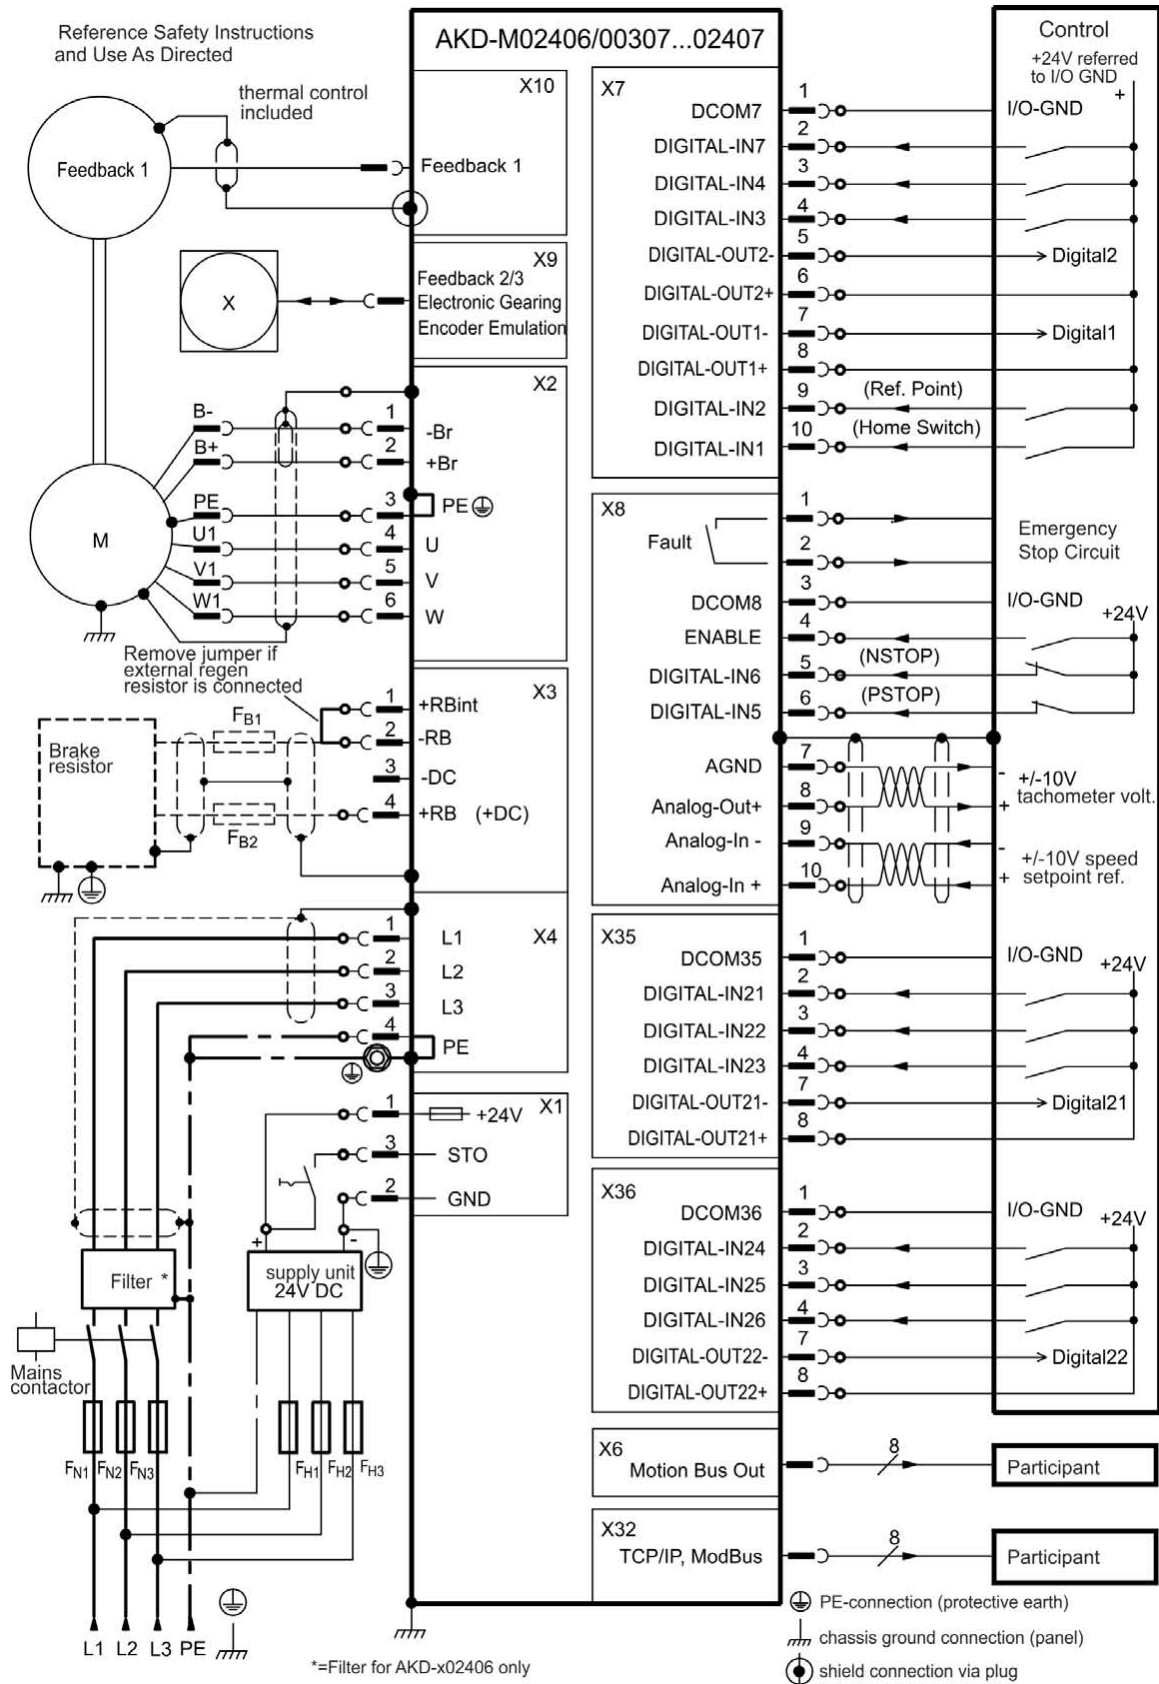 Reference Safety Instructions
and Use As Directed
AKD-M02406/00307...02407
Control
+24V referred
to I/O GND
+
thermal control
included
Feedback 1
X10
Feedback 1
X
X9
Feedback 2/3
Electronic Gearing
Encoder Emulation
X2
B-
1
-Br
B+
2
+Br
PE
3
PE
U1
4
U
V1
5
V
W1
6
W
M
Remove jumper if
external regen
resistor is connected
X3
1
+RBint
2
-RB
3
-DC
4
+RB (+DC)
FB1
FB2
Brake
resistor
X4
1
L1
2
L2
3
L3
4
PE
X1
1
+24V
3
STO
2
GND
+
-
Filter *
supply unit
24V DC
Mains
contactor
FN1 FN2 FN3
FH1 FH2 FH3
L1 L2 L3 PE
*=Filter for AKD-x02406 only
X7
DCOM7
1
I/O-GND
DIGITAL-IN7
2
DIGITAL-IN4
3
DIGITAL-IN3
4
DIGITAL-OUT2-
5
Digital2
DIGITAL-OUT2+
6
DIGITAL-OUT1-
7
Digital1
DIGITAL-OUT1+
8
DIGITAL-IN2
9
(Ref. Point)
DIGITAL-IN1
10
(Home Switch)
X8
Fault
1
2
Emergency
Stop Circuit
DCOM8
3
I/O-GND
+24V
ENABLE
4
DIGITAL-IN6
5
(NSTOP)
DIGITAL-IN5
6
(PSTOP)
AGND
7
-
Analog-Out+
8
+
+/-10V
tachometer volt.
Analog-In -
9
-
Analog-In +
10
+
+/-10V speed
setpoint ref.
X35
DCOM35
1
I/O-GND
+24V
DIGITAL-IN21
2
DIGITAL-IN22
3
DIGITAL-IN23
4
DIGITAL-OUT21-
7
Digital21
DIGITAL-OUT21+
8
X36
DCOM36
1
I/O-GND
+24V
DIGITAL-IN24
2
DIGITAL-IN25
3
DIGITAL-IN26
4
DIGITAL-OUT22-
7
Digital22
DIGITAL-OUT22+
8
X6
Motion Bus Out
8
Participant
X32
TCP/IP, ModBus
8
Participant
PE-connection (protective earth)
chassis ground connection (panel)
shield connection via plug